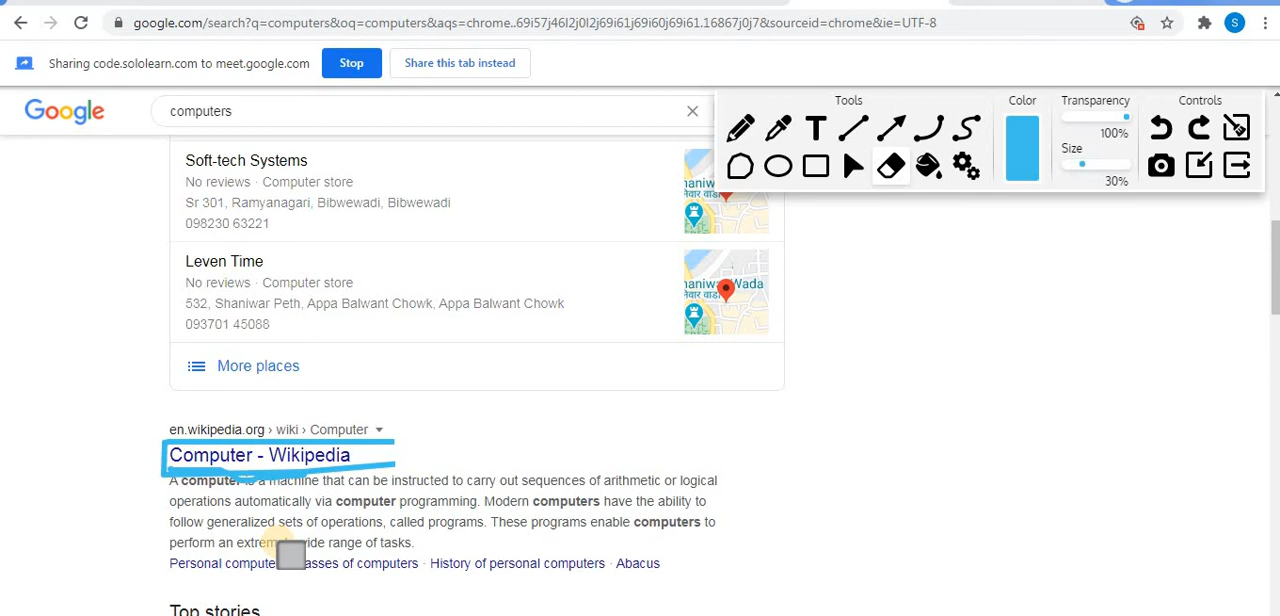 google.com/search?q=computers&oq=computers&aqs=chrome..69i57j46l2j0l2j69i61j69i60j69i61.16867j0j7&sourceid=chrome&ie=UTF-8
S
Sharing code.sololearn.com to meet.google.com
Stop
Share this tab instead
Google
computers
Tools
Color
Transparency
100%
Size
30%
Controls
T
Soft-tech Systems
No reviews · Computer store
Sr 301, Ramyanagari, Bibwewadi, Bibwewadi
098230 63221
Leven Time
No reviews · Computer store
532, Shaniwar Peth, Appa Balwant Chowk, Appa Balwant Chowk
093701 45088
More places
en.wikipedia.org › wiki › Computer
Computer - Wikipedia
A computer is a machine that can be instructed to carry out sequences of arithmetic or logical
operations automatically via computer programming. Modern computers have the ability to
follow generalized sets of operations, called programs. These programs enable computers to
perform an wide range of tasks.
Personal classes of computers · History of personal computers · Abacus
Top stories